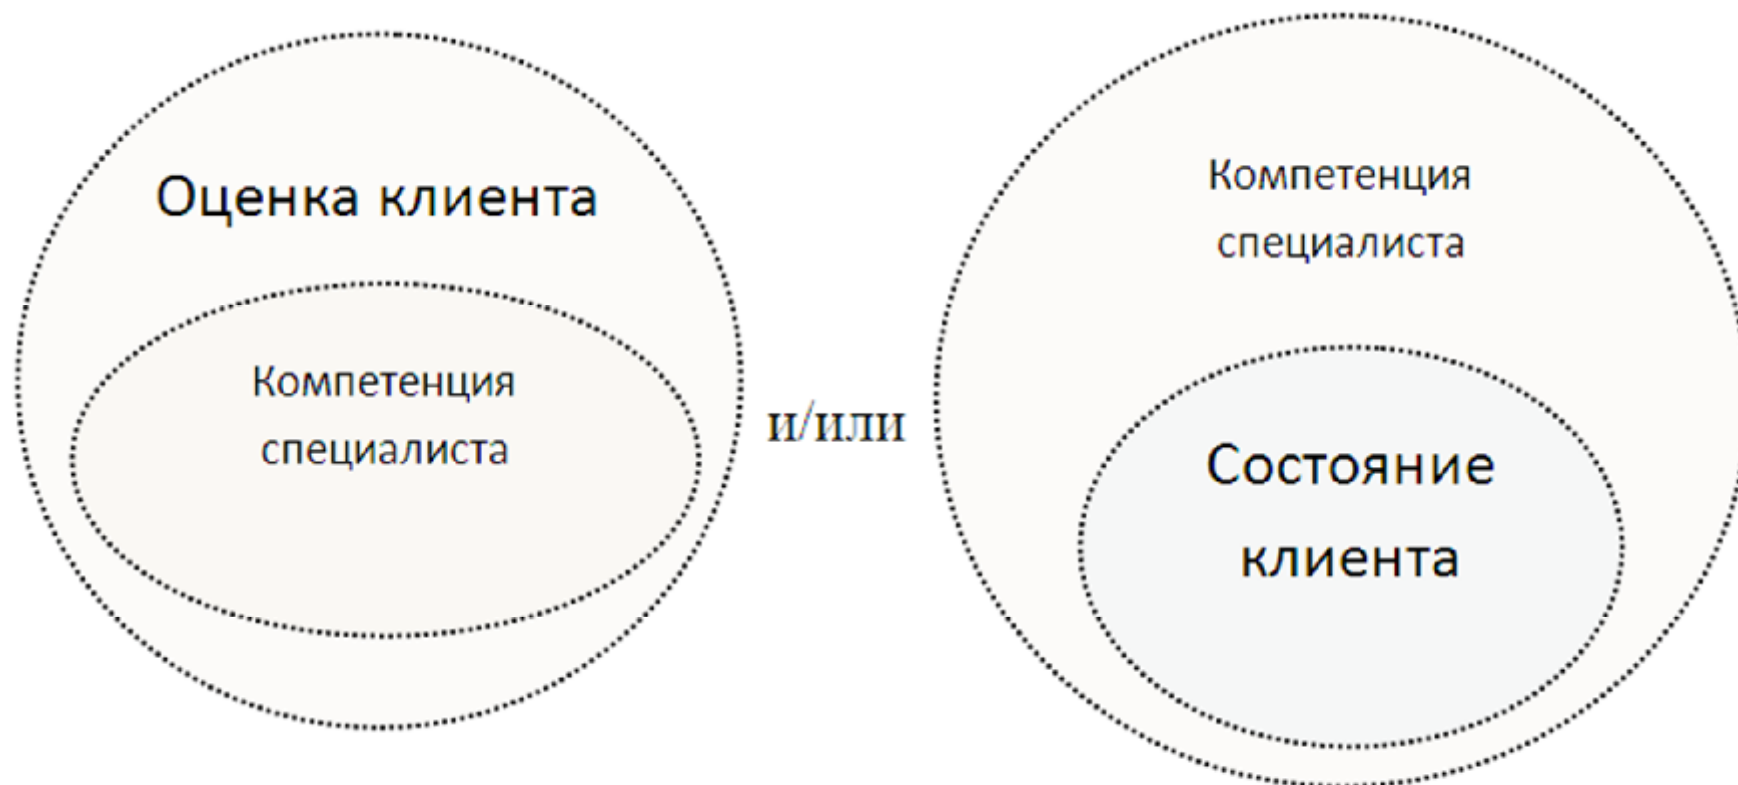 Оценка клиента
Компетенция
специалиста
и/или
Компетенция
специалиста
Состояние
клиента